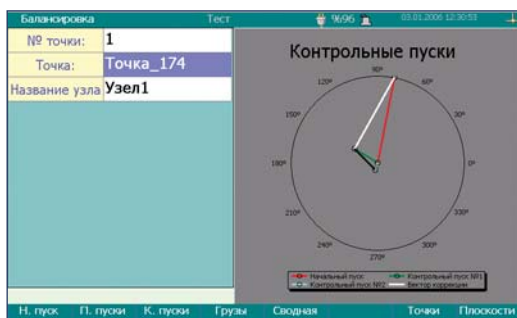 Балансировка Тест %96 03.01.2006 12:30:53
№ точки: 1
Точка: Точка_174
Название узла Узел1
Контрольные пуски
90°
120° 60°
150° 30°
180° 0°
210° 330°
240° 300°
270°
Начальный пуск Контрольный пуск №1
Контрольный пуск №2 Вектор коррекции
Н. пуск П. пуски К. пуски Грузы Сводная Точки Плоскости